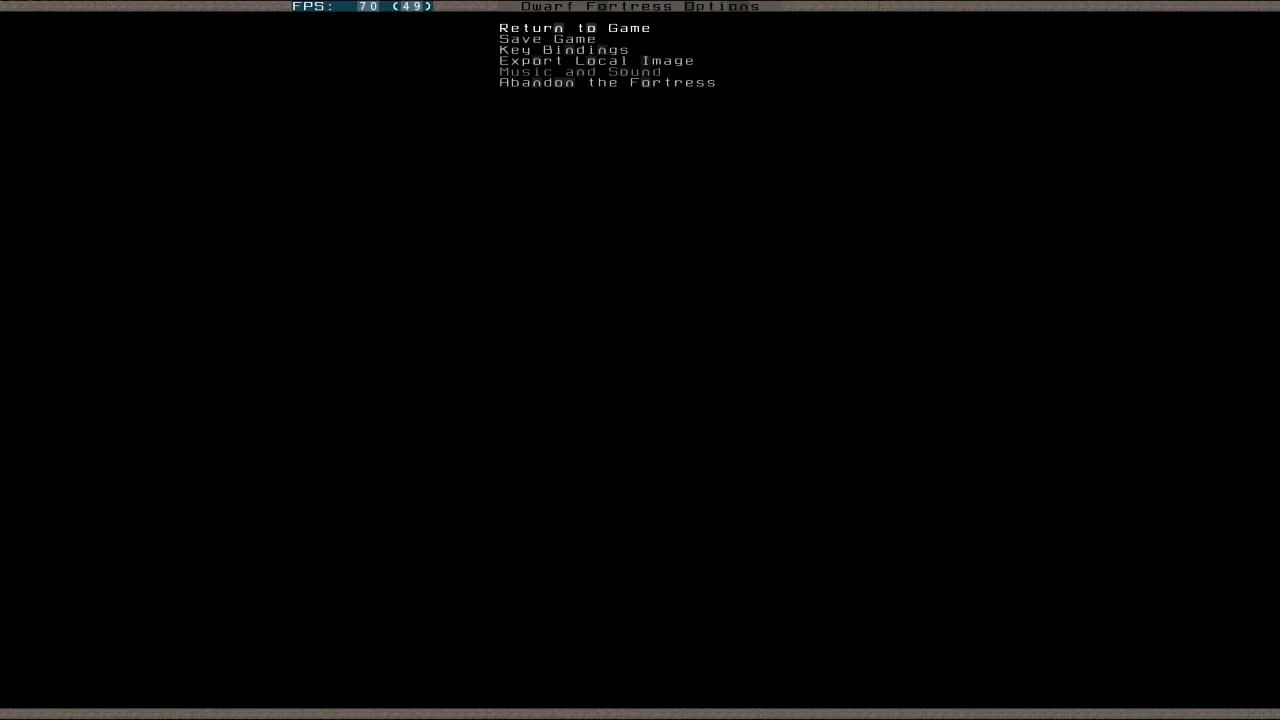 FPS: 70 (49) Dwarf Fortress Options
Return to Game
Save Game
Key Bindings
Export Local Image
Music and Sound
Abandon the Fortress